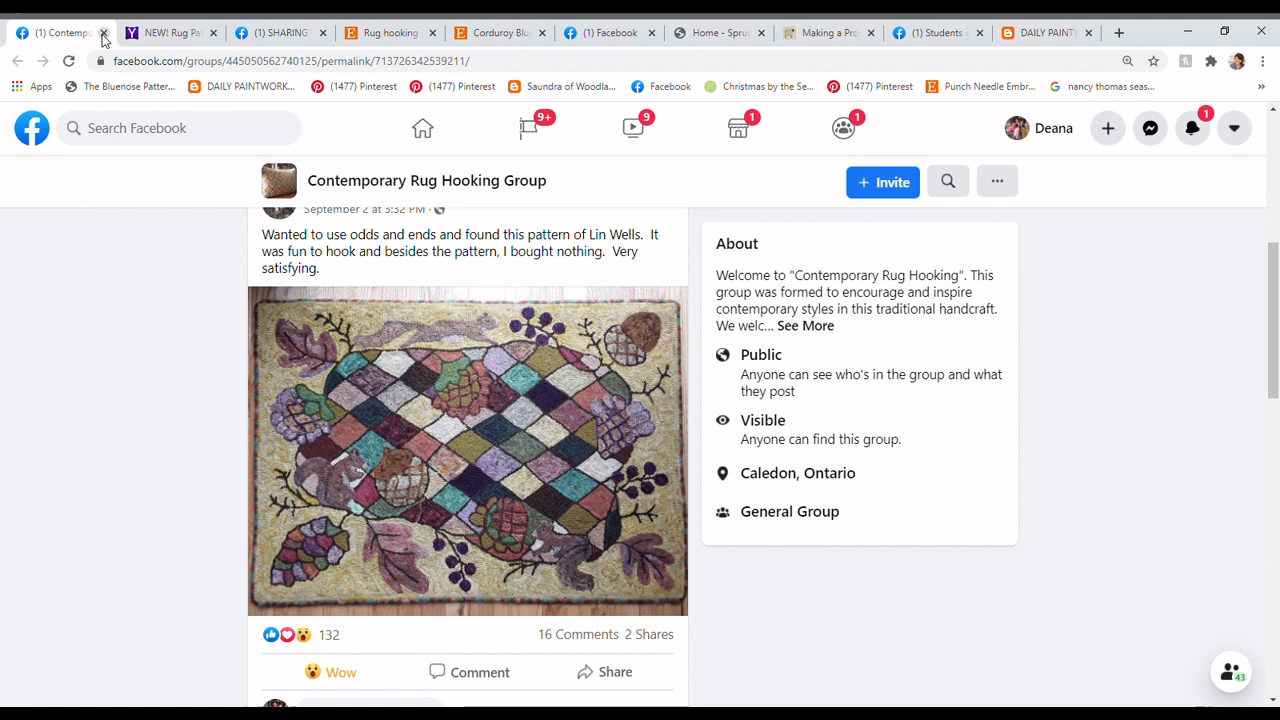 (1) Contempo
NEW! Rug Pa
(1) SHARING
Rug hooking
Corduroy Blu
(1) Facebook
Home - Spruc
Making a Pro
(1) Students o
DAILY PAINTW
facebook.com/groups/445050562740125/permalink/713726342539211/
Apps
The Bluenose Patter...
DAILY PAINTWORK...
(1477) Pinterest
(1477) Pinterest
Saundra of Woodla...
Facebook
Christmas by the Se...
(1477) Pinterest
Punch Needle Embr...
nancy thomas seas...
Search Facebook
9+
9
1
1
Deana
1
Contemporary Rug Hooking Group
+ Invite
September 2 at 3:32 PM ·
Wanted to use odds and ends and found this pattern of Lin Wells. It
was fun to hook and besides the pattern, I bought nothing. Very
satisfying.
132
16 Comments 2 Shares
Wow
Comment
Share
About
Welcome to "Contemporary Rug Hooking". This
group was formed to encourage and inspire
contemporary styles in this traditional handcraft.
We welc... See More
Public
Anyone can see who's in the group and what
they post
Visible
Anyone can find this group.
Caledon, Ontario
General Group
43